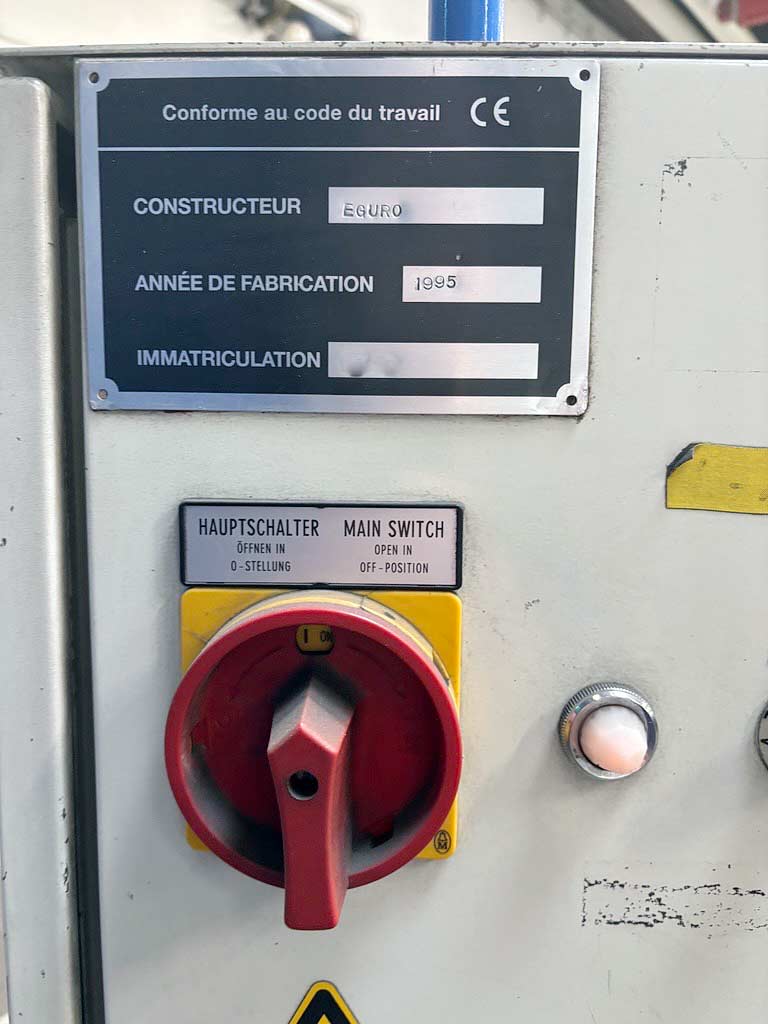 Conforme au code du travail CE
CONSTRUCTEUR EGURO
ANNÉE DE FABRICATION 1995
IMMATRICULATION
HAUPTSCHALTER MAIN SWITCH
ÖFFNEN IN OPEN IN
0-STELLUNG OFF-POSITION
I ON